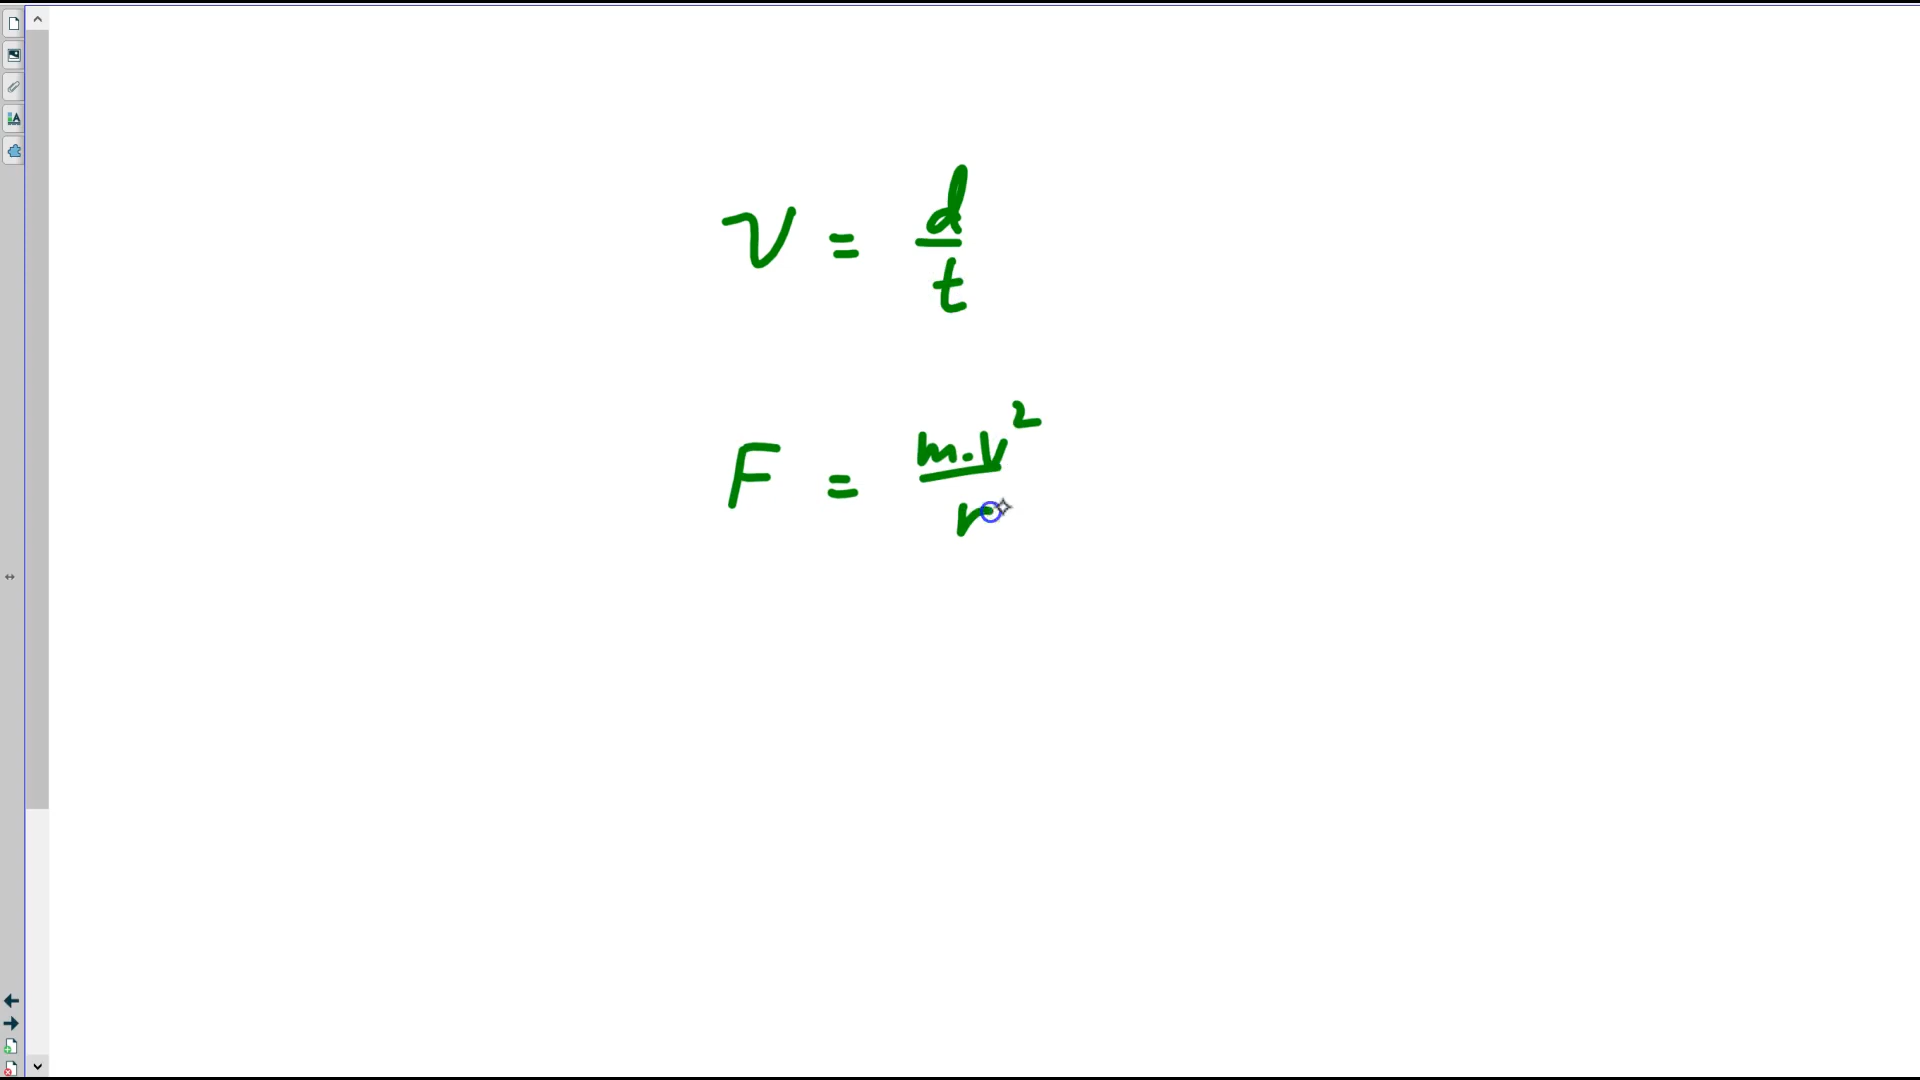 v = d/t
F = m.v²/r